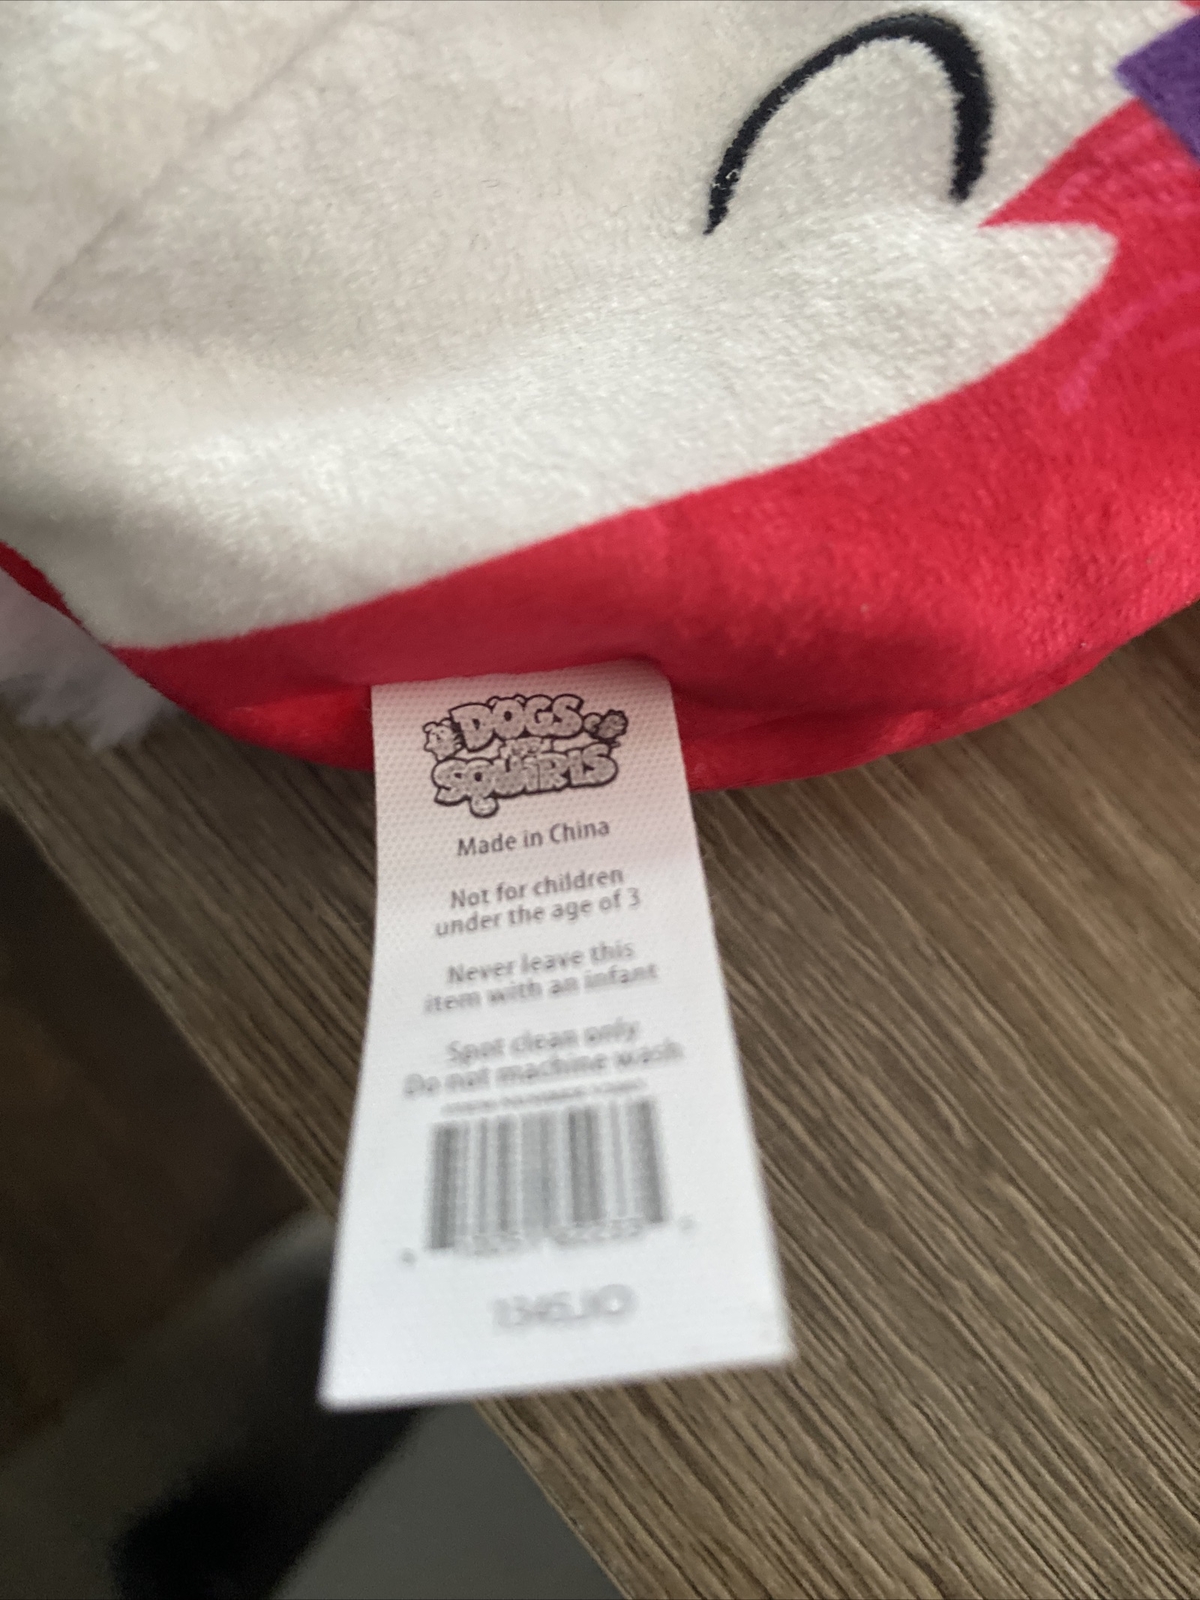 DOGS
SQUIRLS
Made in China
Not for children
under the age of 3
Never leave this
item with an infant
Spot clean only
Do not machine wash